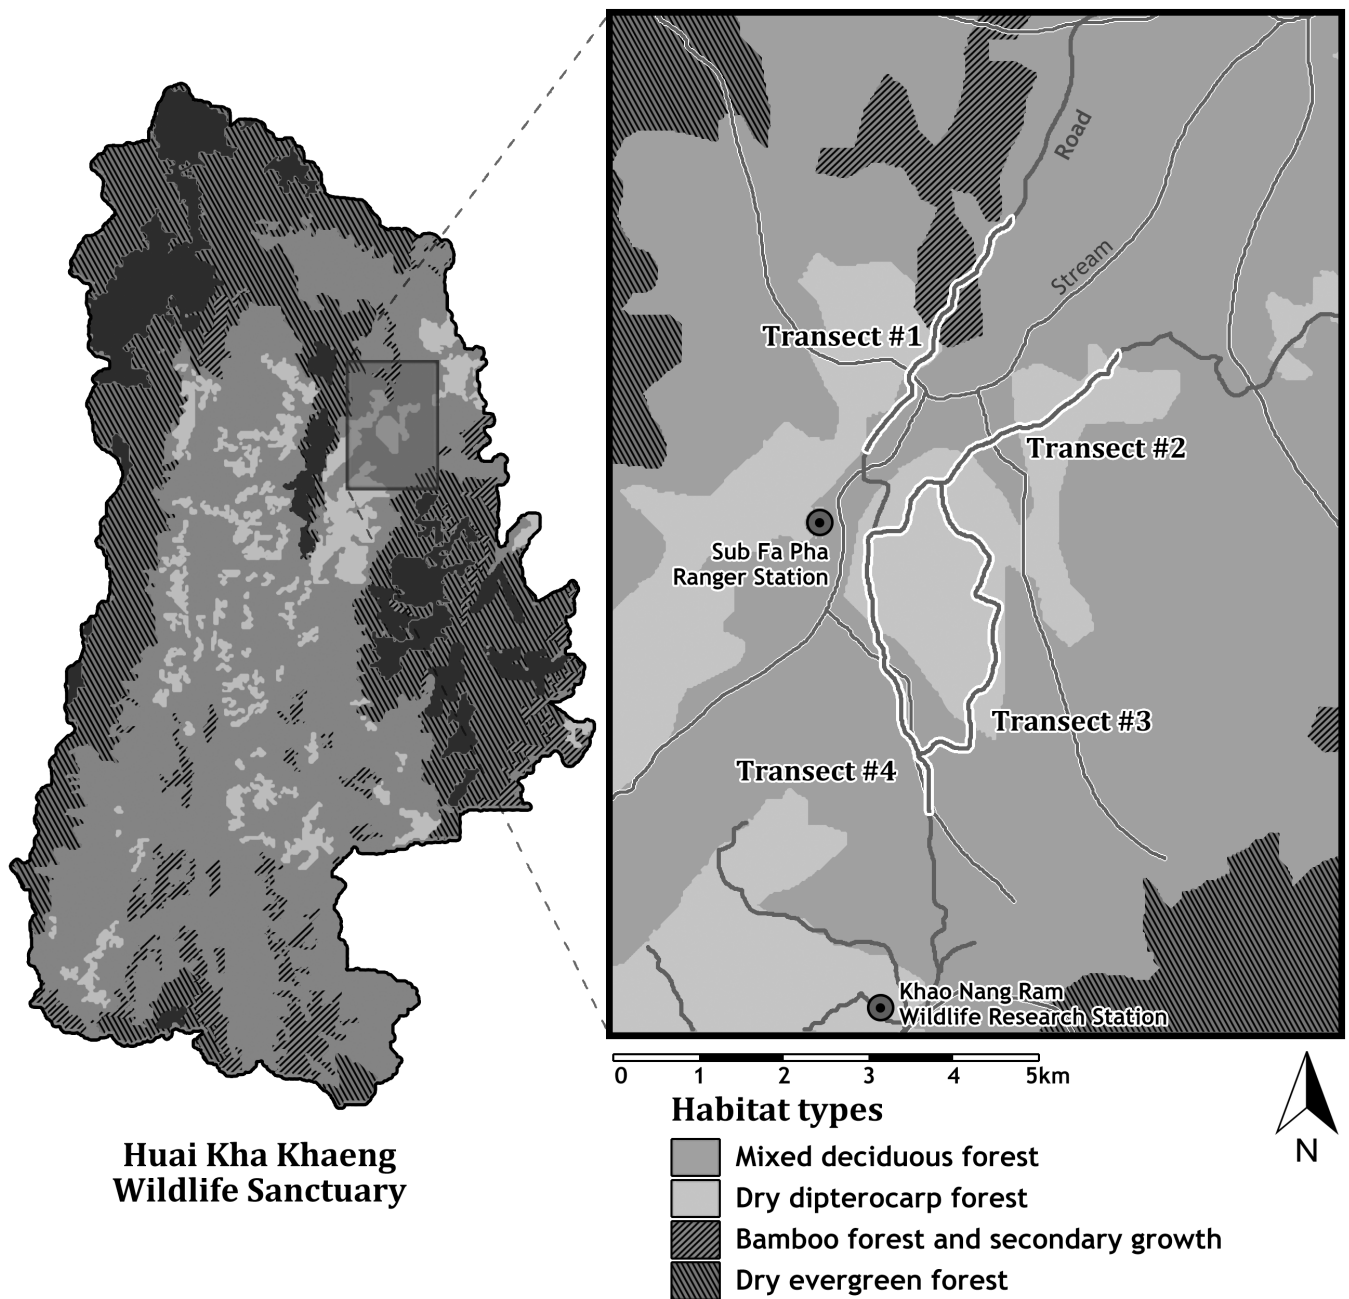 Road
Stream
Transect #1
Transect #2
Sub Fa Pha
Ranger Station
Transect #3
Transect #4
Khao Nang Ram
Wildlife Research Station
0 1 2 3 4 5km
N
Huai Kha Khaeng
Wildlife Sanctuary
Habitat types
Mixed deciduous forest
Dry dipterocarp forest
Bamboo forest and secondary growth
Dry evergreen forest